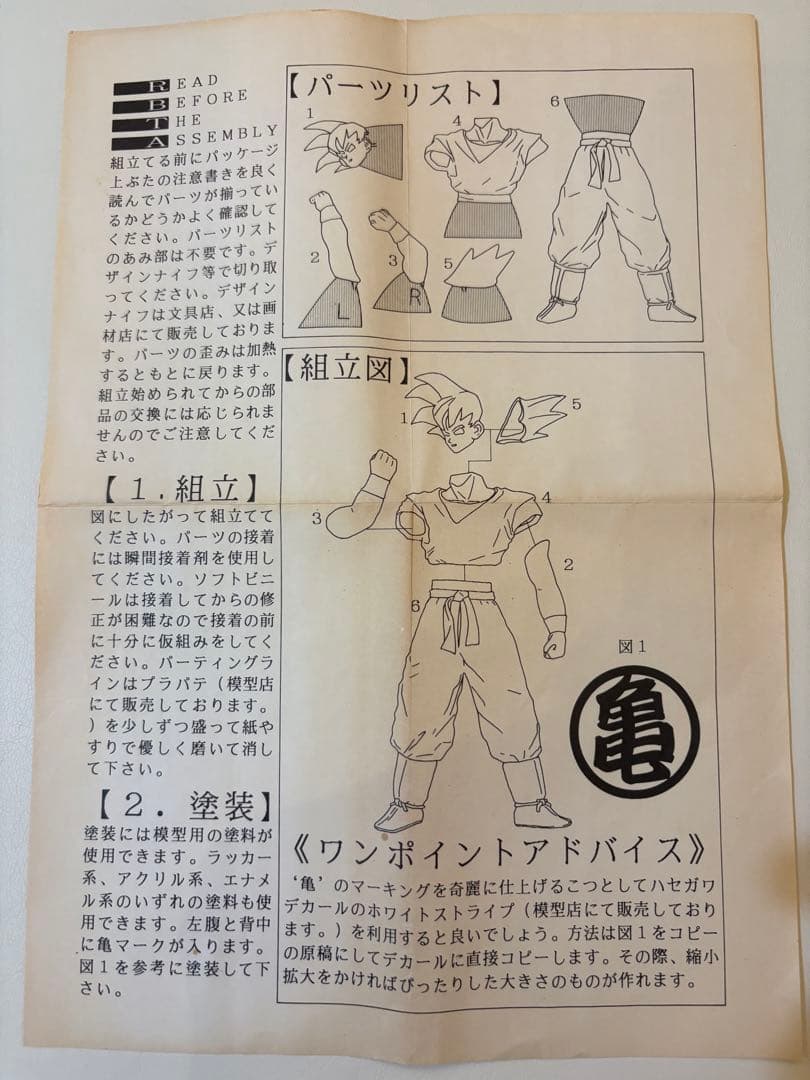 READ
BEFORE
THE
ASSEMBLY
組立てる前にパッケージ
上ぶたの注意書きを良く
読んでパーツが揃ってい
るかどうかよく確認して
ください。パーツリスト
のあみ部は不要です。デ
ザインナイフ等で切り取
ってください。デザイン
ナイフは文具店、又は画
材店にて販売しておりま
す。パーツの歪みは加熱
するともとに戻ります。
組立始められてからの部
品の交換には応じられま
せんのでご注意してくだ
さい。
【1.組立】
図にしたがって組立てて
ください。パーツの接着
には瞬間接着剤を使用し
てください。ソフトビニ
ールは接着してからの修
正が困難なので接着の前
に十分に仮組みをしてく
ださい。パーティングラ
インはプラパテ（模型店
にて販売しております。
）を少しずつ盛って紙や
すりで優しく磨いて消し
て下さい。
【2.塗装】
塗装には模型用の塗料が
使用できます。ラッカー
系、アクリル系、エナメ
ル系のいずれの塗料も使
用できます。左腹と背中
に亀マークが入ります。
図1を参考に塗装して下
さい。
【パーツリスト】
1
4
6
2
3
5
L
R
【組立図】
1
5
3
4
2
6
図1
亀
《ワンポイントアドバイス》
‘亀’のマーキングを奇麗に仕上げるこつとしてハセガワ
デカールのホワイトストライプ（模型店にて販売しており
ます。）を利用すると良いでしょう。方法は図1をコピー
の原稿にしてデカールに直接コピーします。その際、縮小
拡大をかければぴったりした大きさのものが作れます。